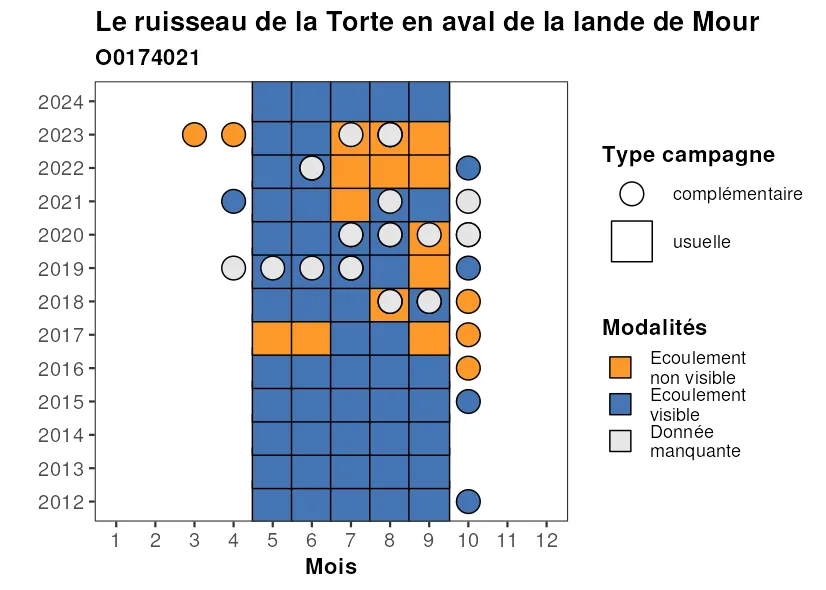 Le ruisseau de la Torte en aval de la lande de Mour
O0174021
2024
2023
2022
2021
2020
2019
2018
2017
2016
2015
2014
2013
2012
1 2 3 4 5 6 7 8 9 10 11 12
Mois
Type campagne
complémentaire
usuelle
Modalités
Ecoulement
non visible
Ecoulement
visible
Donnée
manquante